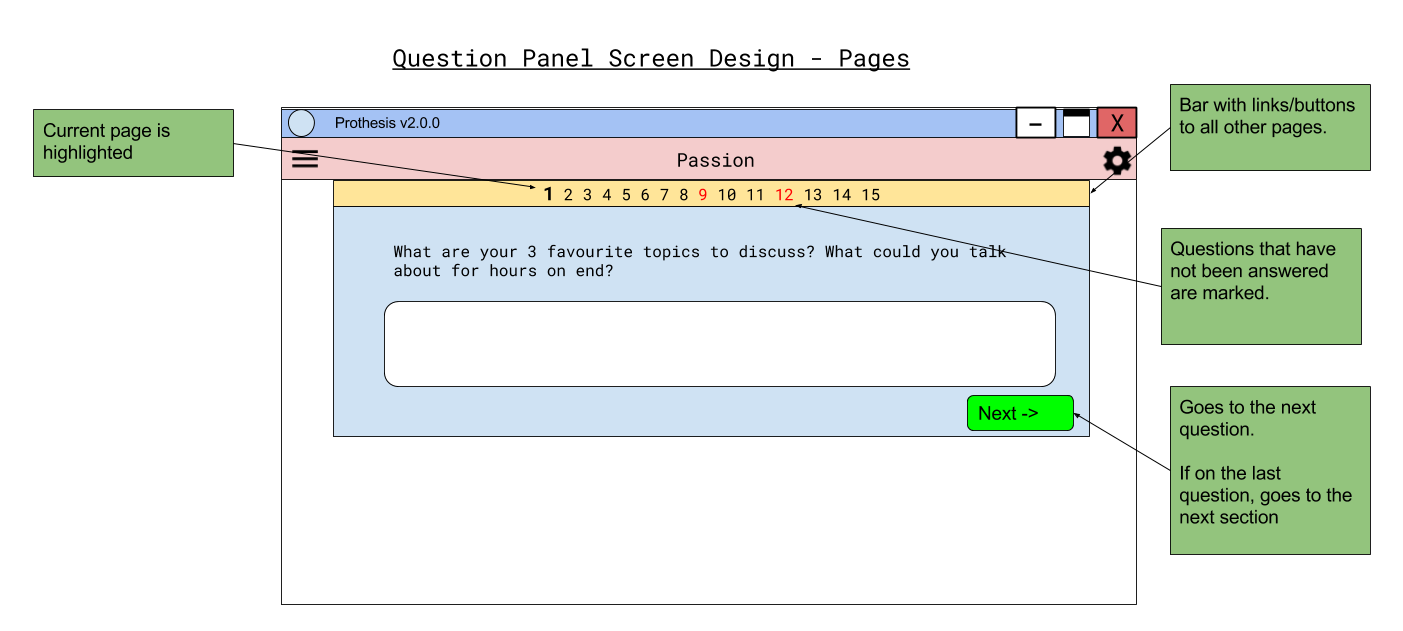 Question Panel Screen Design - Pages
Current page is
highlighted
Bar with links/buttons
to all other pages.
Prothesis v2.0.0
– X
Passion
1 2 3 4 5 6 7 8 9 10 11 12 13 14 15
What are your 3 favourite topics to discuss? What could you talk
about for hours on end?
Questions that have
not been answered
are marked.
Next ->
Goes to the next
question.
If on the last
question, goes to the
next section